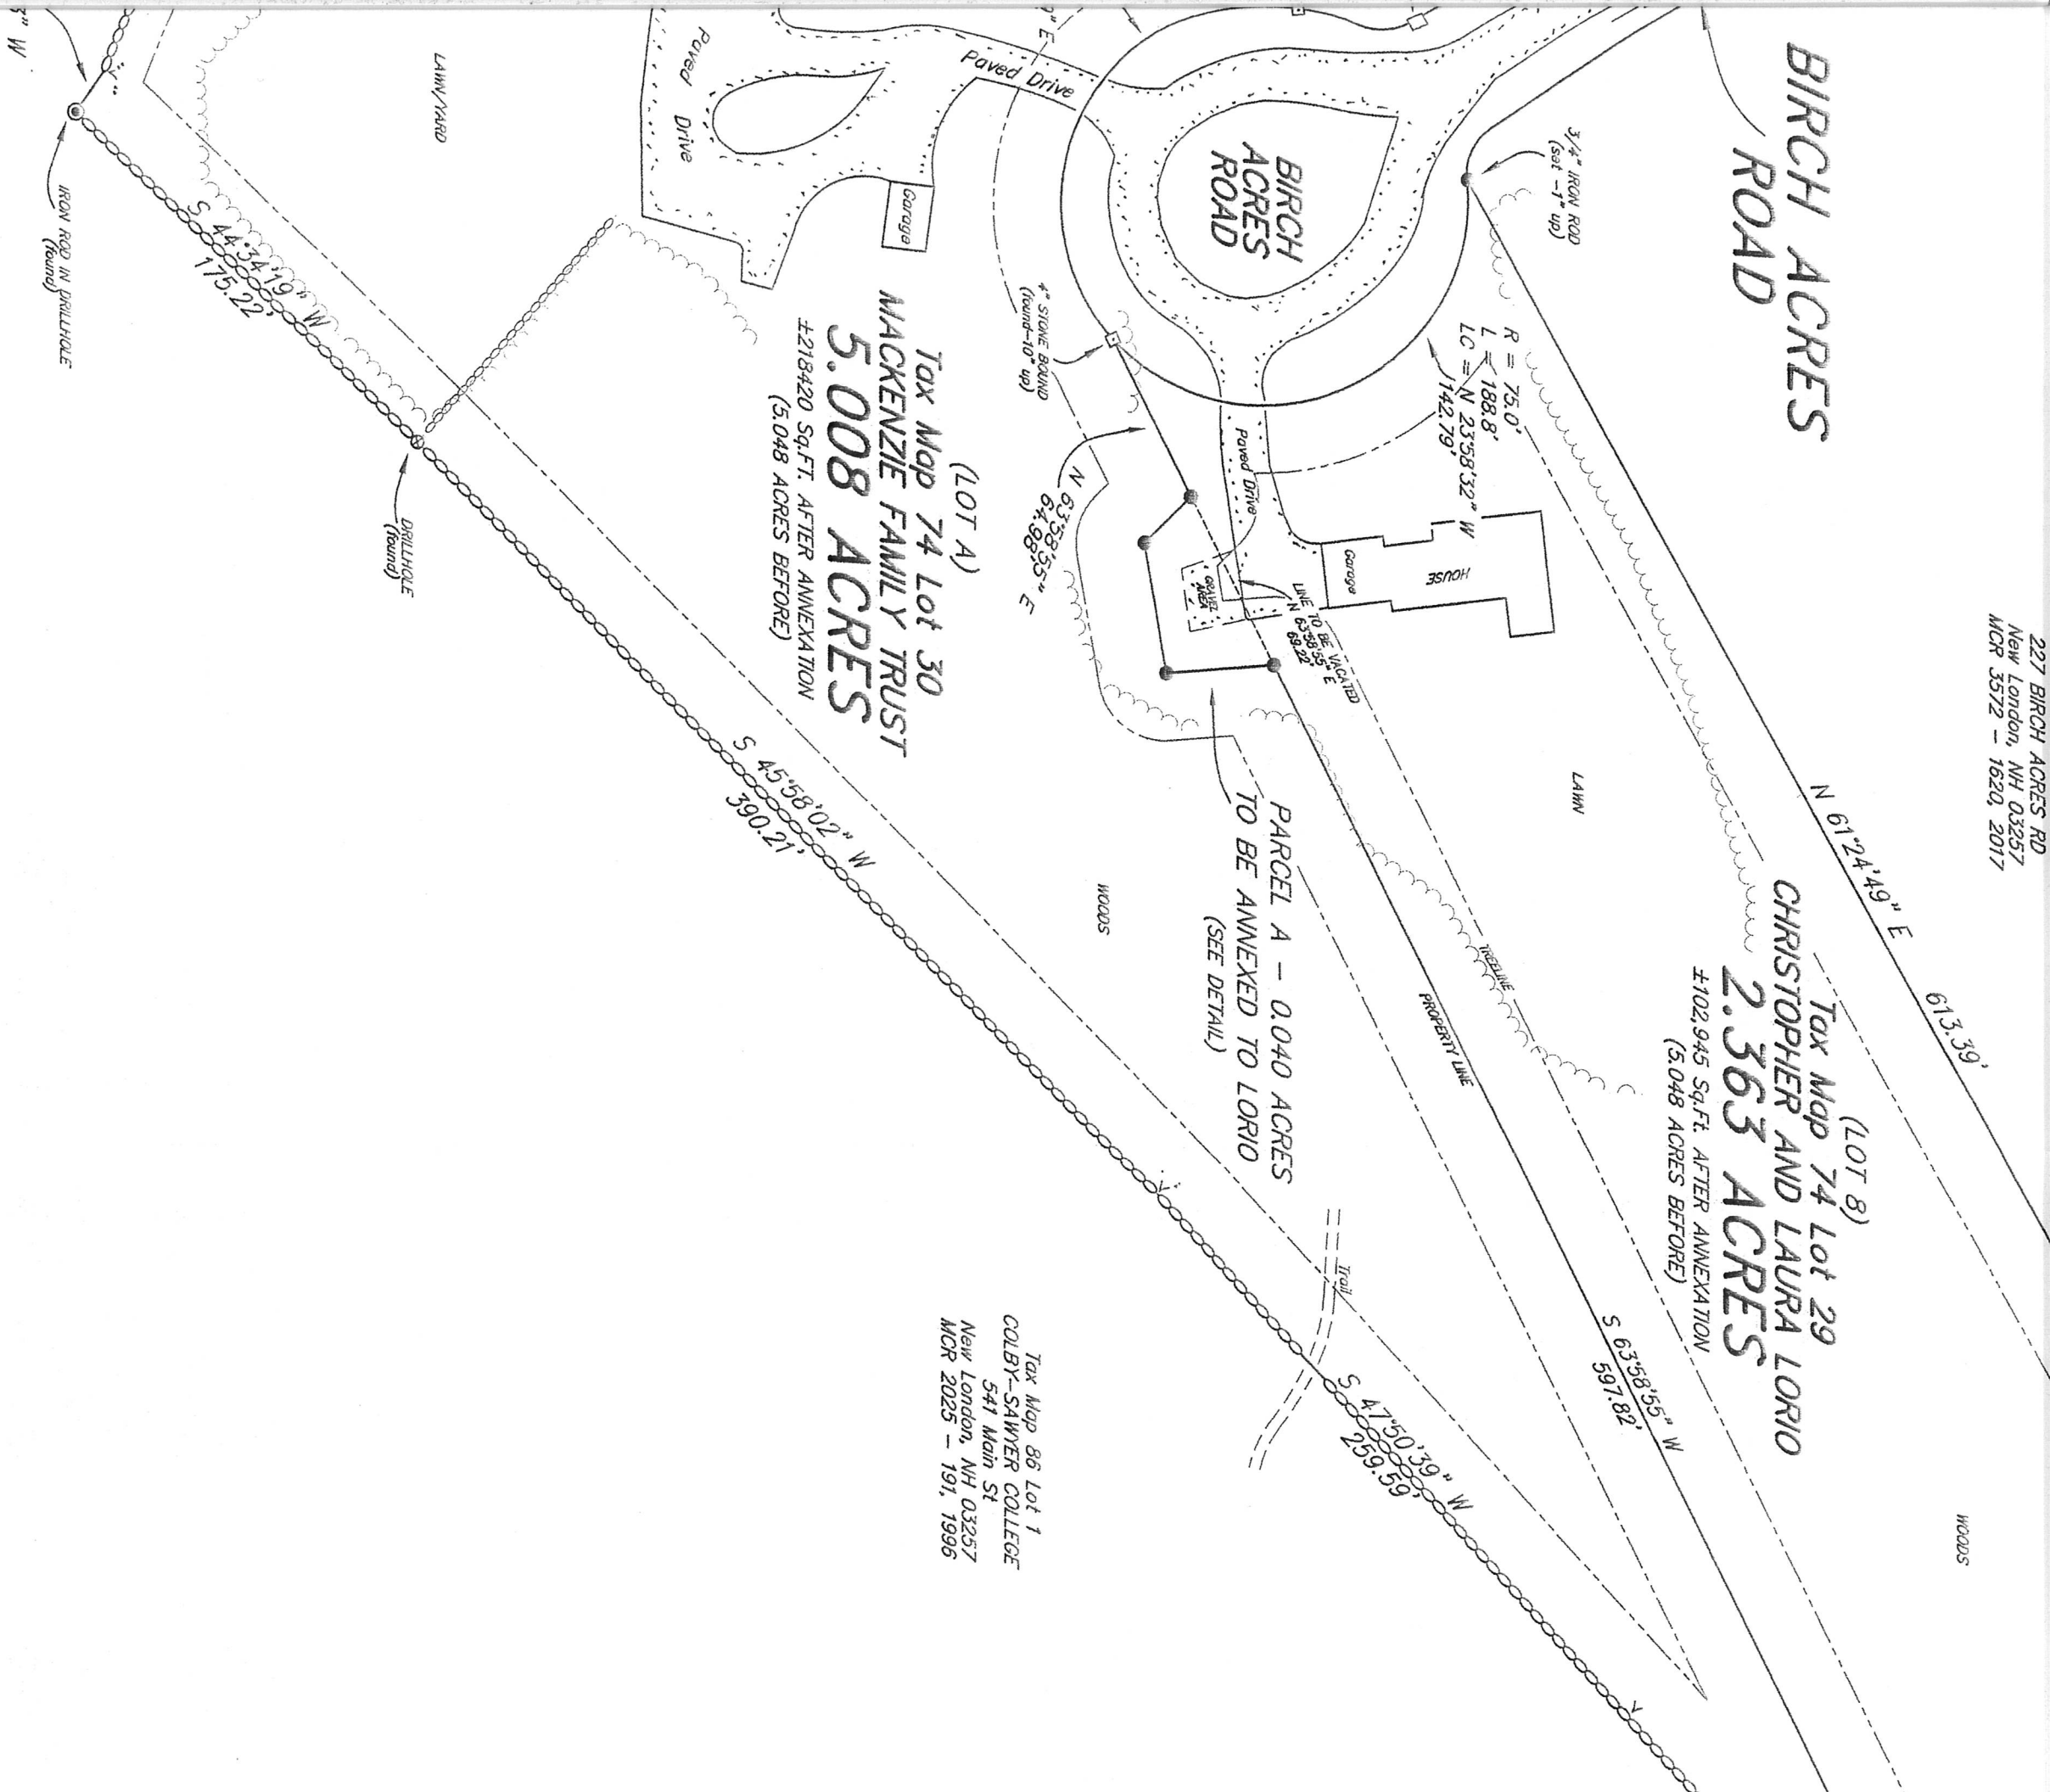 BIRCH ACRES
ROAD
227 BIRCH ACRES RD
New London, NH 03257
MCR 3572 - 1620, 2017
3/4" IRON ROD
(set -1" up)
N 61°24'49" E
613.39'
BIRCH
ACRES
ROAD
Paved Drive
Paved
Drive
Garage
R = 75.0'
L = 188.8'
LC = N 23°58'32" W
142.79'
Paved Drive
Garage
HOUSE
GRAVEL
AREA
LINE TO BE VACATED
N 63°58'55" E
69.22'
4" STONE BOUND
(found-10" up)
N 63°58'55" E
64.98'
LAWN
(LOT 8)
Tax Map 74 Lot 29
CHRISTOPHER AND LAURA LORIO
2.363 ACRES
±102,945 Sq.Ft. AFTER ANNEXATION
(5.048 ACRES BEFORE)
TREELINE
PROPERTY LINE
S 63°58'55" W
597.82'
WOODS
PARCEL A - 0.040 ACRES
TO BE ANNEXED TO LORIO
(SEE DETAIL)
(LOT A)
Tax Map 74 Lot 30
MACKENZIE FAMILY TRUST
5.008 ACRES
±218420 Sq.FT. AFTER ANNEXATION
(5.048 ACRES BEFORE)
WOODS
LAWN/YARD
" E
" W
IRON ROD IN DRILLHOLE
(found)
S 44°34'19" W
175.22'
DRILLHOLE
(found)
S 45°58'02" W
390.21'
Trail
S 47°50'39" W
259.59'
Tax Map 86 Lot 1
COLBY-SAWYER COLLEGE
541 Main St
New London, NH 03257
MCR 2025 - 191, 1996